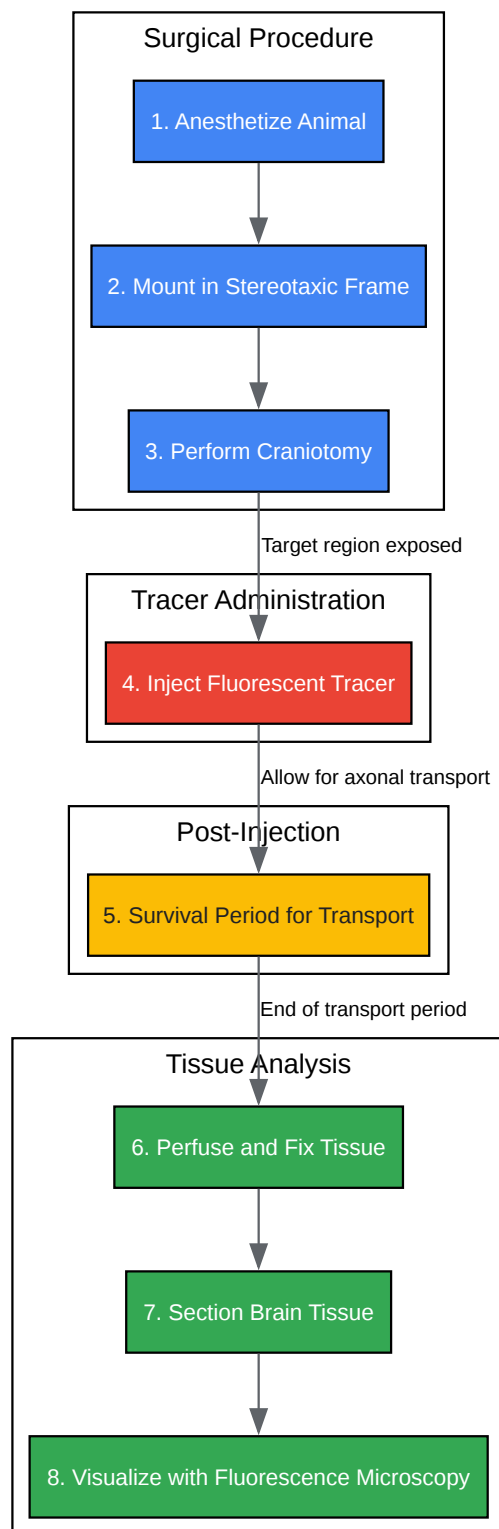 Surgical Procedure
1. Anesthetize Animal
2. Mount in Stereotaxic Frame
3. Perform Craniotomy
Target region exposed
Tracer Administration
4. Inject Fluorescent Tracer
Allow for axonal transport
Post-Injection
5. Survival Period for Transport
End of transport period
Tissue Analysis
6. Perfuse and Fix Tissue
7. Section Brain Tissue
8. Visualize with Fluorescence Microscopy